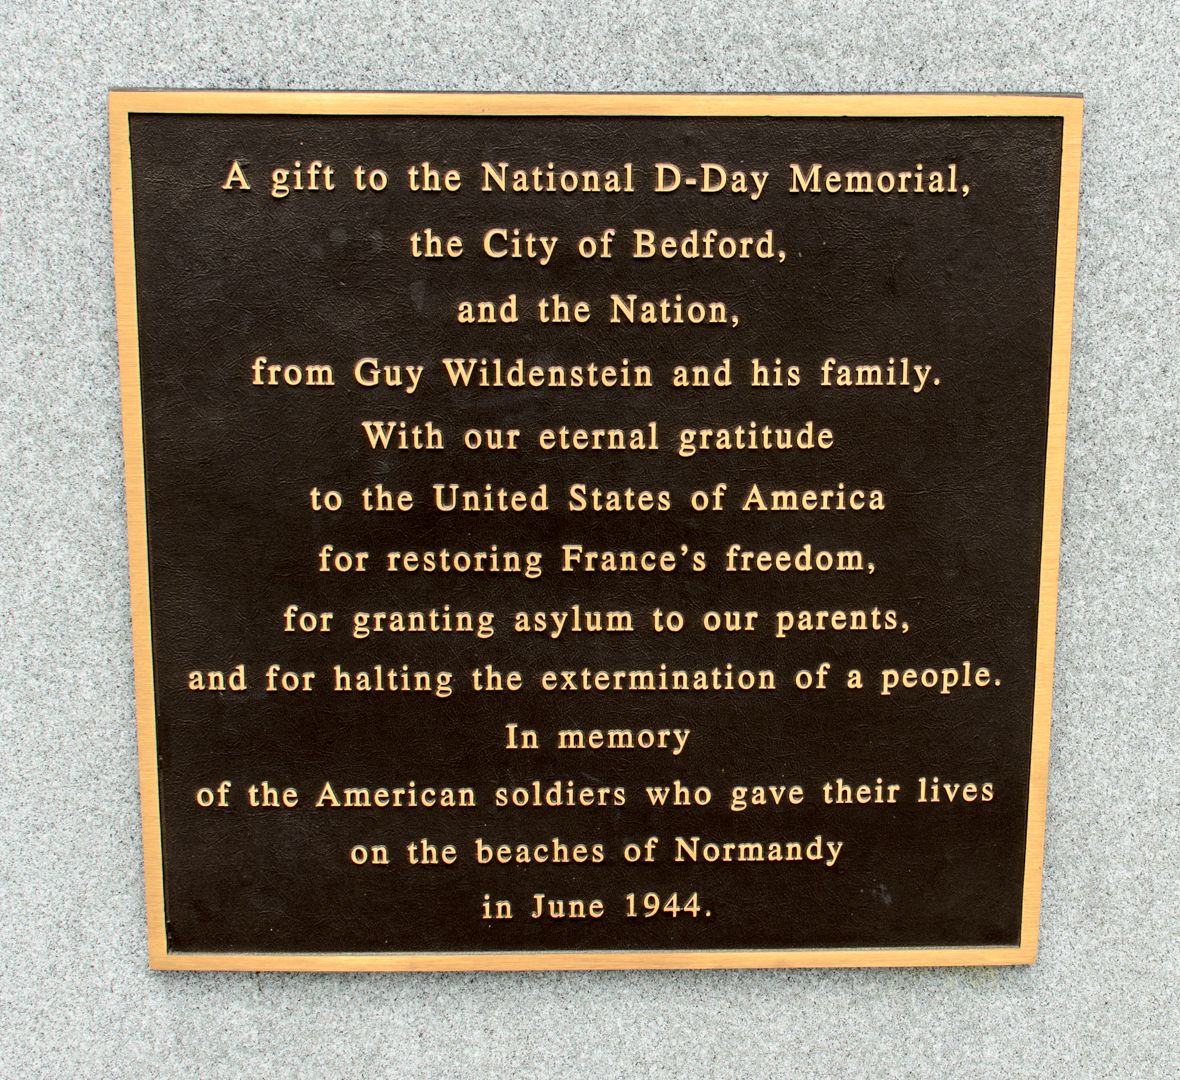 A gift to the National D-Day Memorial,
the City of Bedford,
and the Nation,
from Guy Wildenstein and his family.
With our eternal gratitude
to the United States of America
for restoring France's freedom,
for granting asylum to our parents,
and for halting the extermination of a people.
In memory
of the American soldiers who gave their lives
on the beaches of Normandy
in June 1944.